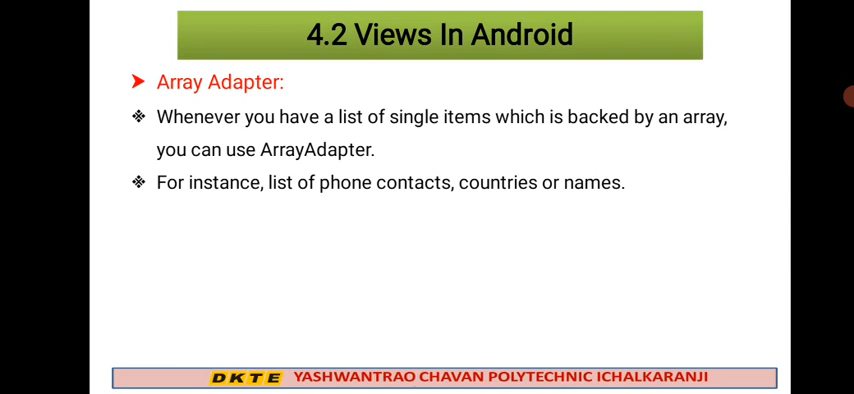 4.2 Views In Android
Array Adapter:
Whenever you have a list of single items which is backed by an array,
you can use ArrayAdapter.
For instance, list of phone contacts, countries or names.
DKTE YASHWANTRAO CHAVAN POLYTECHNIC ICHALKARANJI